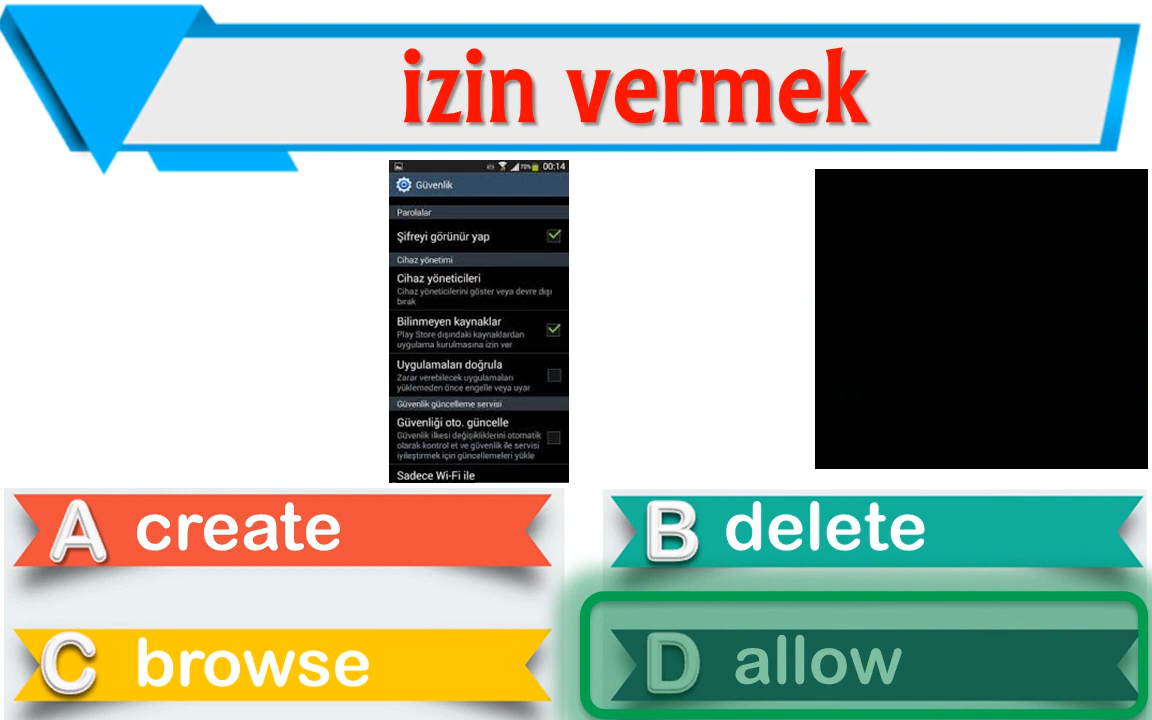 izin vermek
70% 00:14
Güvenlik
Parolalar
Şifreyi görünür yap
Cihaz yönetimi
Cihaz yöneticileri
Cihaz yöneticilerini göster veya devre dışı
bırak
Bilinmeyen kaynaklar
Play Store dışındaki kaynaklardan
uygulama kurulmasına izin ver
Uygulamaları doğrula
Zarar verebilecek uygulamaları
yüklemeden önce engelle veya uyar
Güvenlik güncelleme servisi
Güvenliği oto. güncelle
Güvenlik ilkesi değişikliklerini otomatik
olarak kontrol et ve güvenlik ile servisi
iyileştirmek için güncellemeleri yükle
Sadece Wi-Fi ile
A create
B delete
C browse
D allow